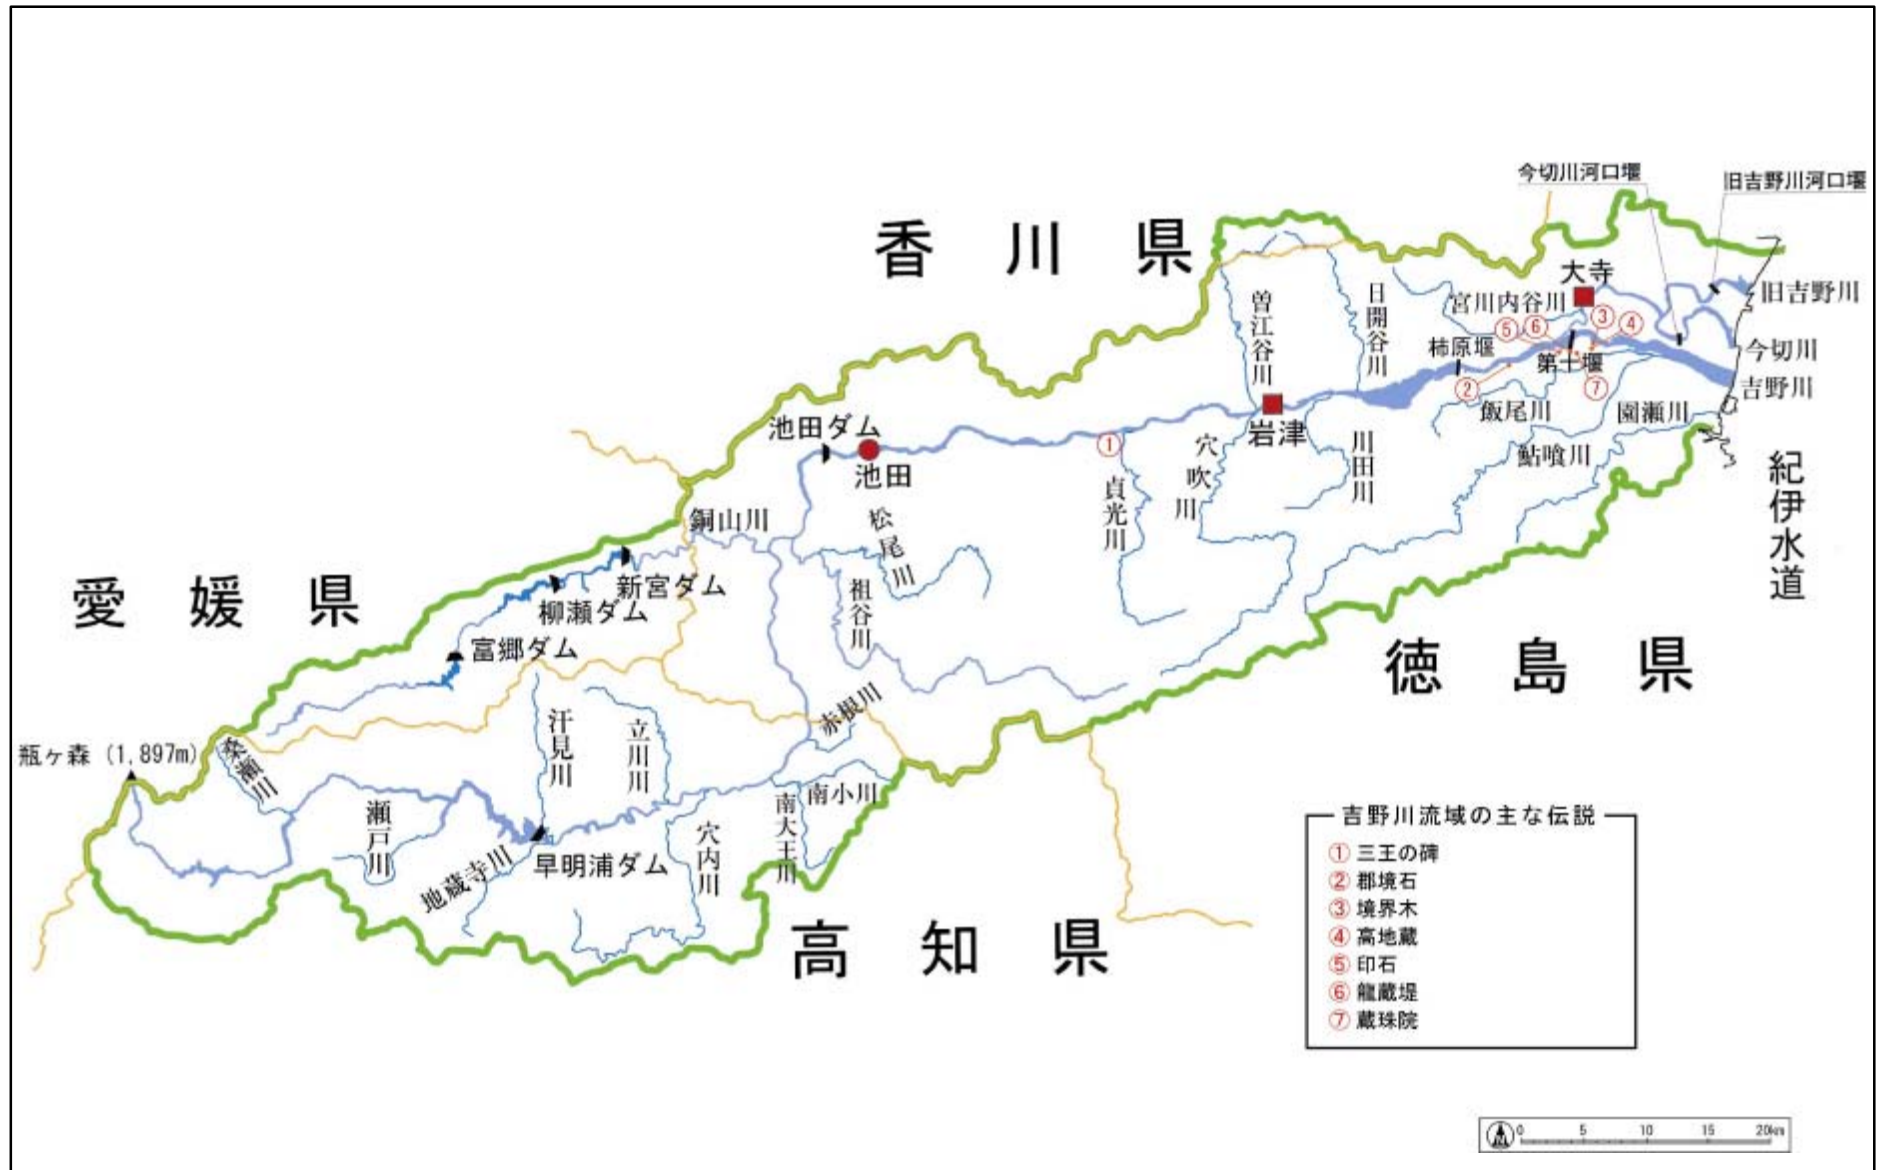 今切川河口堰
旧吉野川河口堰
香川県
大寺
旧吉野川
宮川内谷川
曽江谷川
日開谷川
③
④
⑤
⑥
柿原堰
第十堰
今切川
②
⑦
吉野川
飯尾川
園瀬川
池田ダム
池田
①
岩津
穴吹川
川田川
鮎喰川
貞光川
紀伊水道
銅山川
松尾川
愛媛県
新宮ダム
柳瀬ダム
祖谷川
富郷ダム
徳島県
赤根川
瓶ヶ森 (1,897m)
桑瀬川
汗見川
立川川
瀬戸川
南小川
南大王川
穴内川
地蔵寺川
早明浦ダム
高知県
吉野川流域の主な伝説
① 三王の碑
② 郡境石
③ 境界木
④ 高地蔵
⑤ 印石
⑥ 龍蔵堤
⑦ 蔵珠院
0 5 10 15 20km